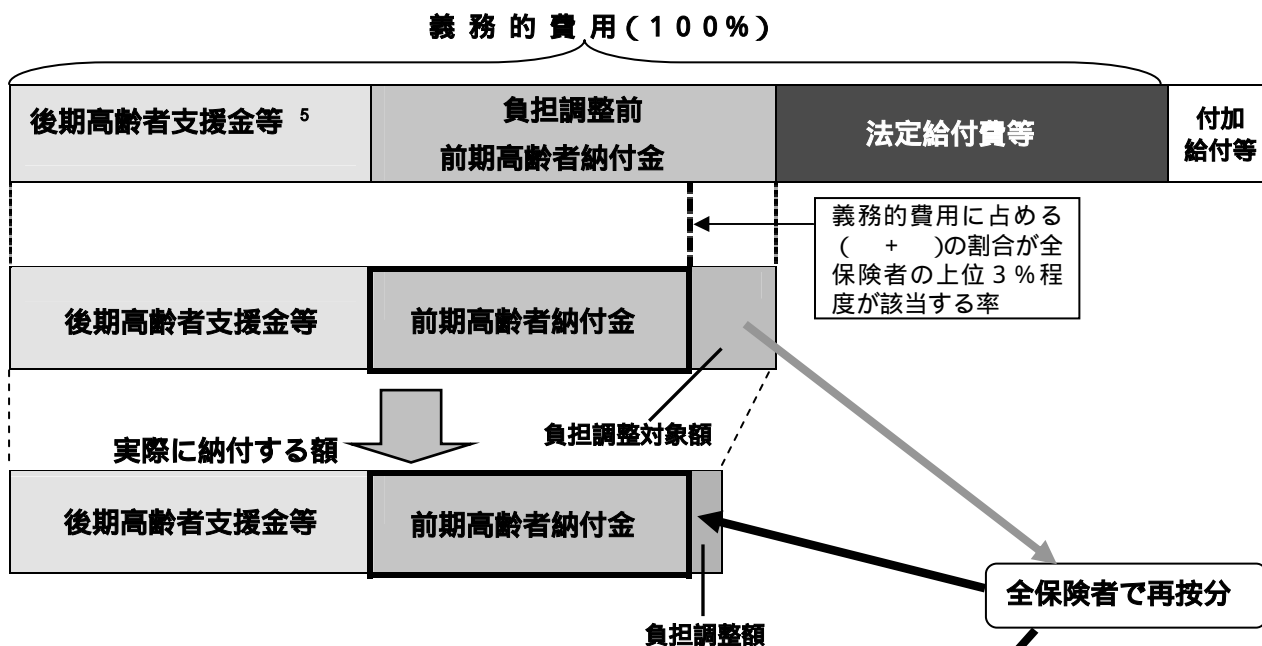 義務的費用(100%)
後期高齢者支援金等 5
負担調整前
前期高齢者納付金
法定給付費等
付加
給付等
義務的費用に占める
( + )の割合が全
保険者の上位3%程
度が該当する率
後期高齢者支援金等
前期高齢者納付金
負担調整対象額
実際に納付する額
後期高齢者支援金等
前期高齢者納付金
全保険者で再按分
負担調整額